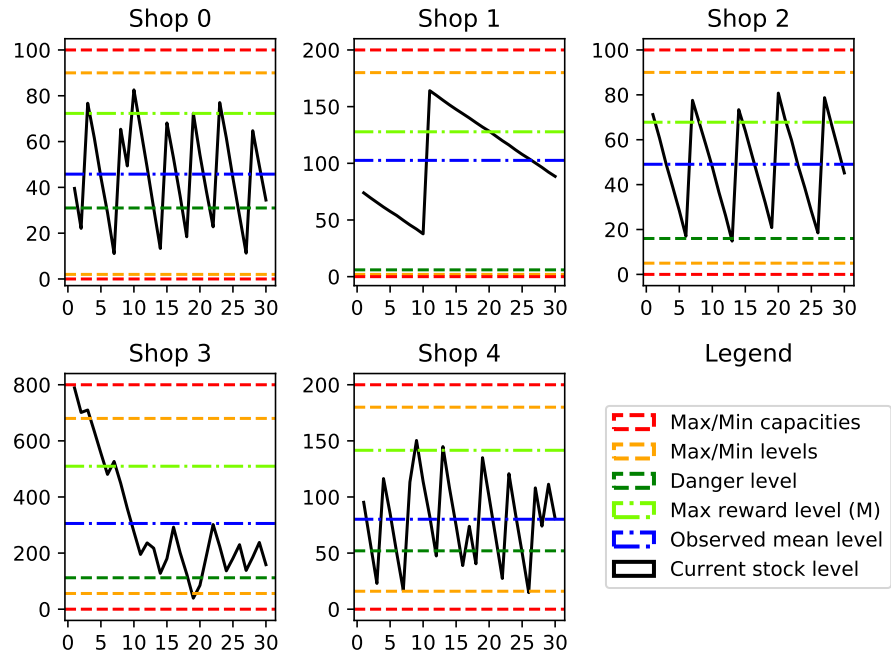 Shop 0
Shop 1
Shop 2
100
80
60
40
20
0
0 5 10 15 20 25 30
200
150
100
50
0
0 5 10 15 20 25 30
100
80
60
40
20
0
0 5 10 15 20 25 30
Shop 3
Shop 4
Legend
800
600
400
200
0
0 5 10 15 20 25 30
200
150
100
50
0
0 5 10 15 20 25 30
Max/Min capacities
Max/Min levels
Danger level
Max reward level (M)
Observed mean level
Current stock level